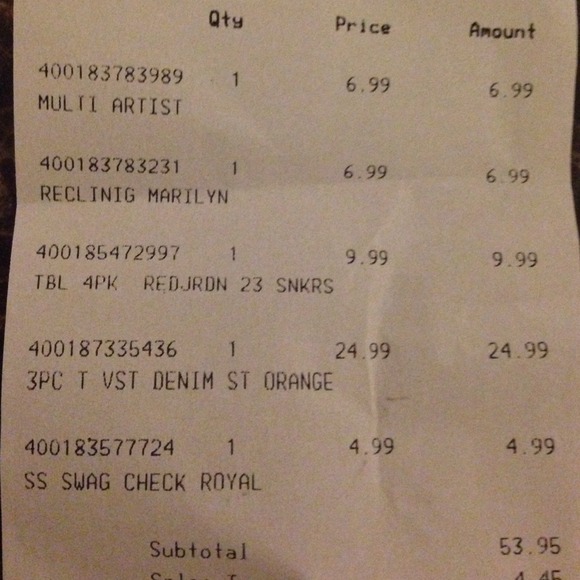 Qty Price Amount
400183783989 1 6.99 6.99
MULTI ARTIST
400183783231 1 6.99 6.99
RECLINIG MARILYN
400185472997 1 9.99 9.99
TBL 4PK REDJRDN 23 SNKRS
400187335436 1 24.99 24.99
3PC T VST DENIM ST ORANGE
400183577724 1 4.99 4.99
SS SWAG CHECK ROYAL
Subtotal 53.95
4.45